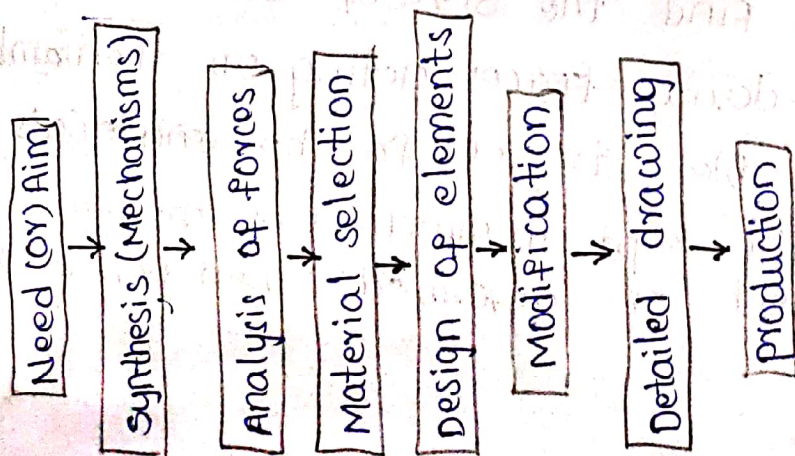 Need (or) Aim
Synthesis (Mechanisms)
Analysis of forces
Material selection
Design of elements
Modification
Detailed drawing
production